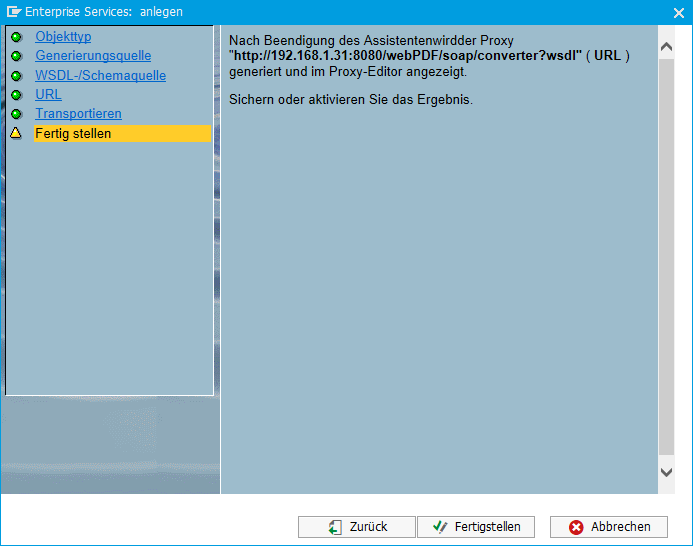 Enterprise Services: anlegen
Objekttyp
Generierungsquelle
WSDL-/Schemaquelle
URL
Transportieren
Fertig stellen
Nach Beendigung des Assistentenwirdder Proxy
"http://192.168.1.31:8080/webPDF/soap/converter?wsdl" ( URL )
generiert und im Proxy-Editor angezeigt.
Sichern oder aktivieren Sie das Ergebnis.
Zurück
Fertigstellen
Abbrechen